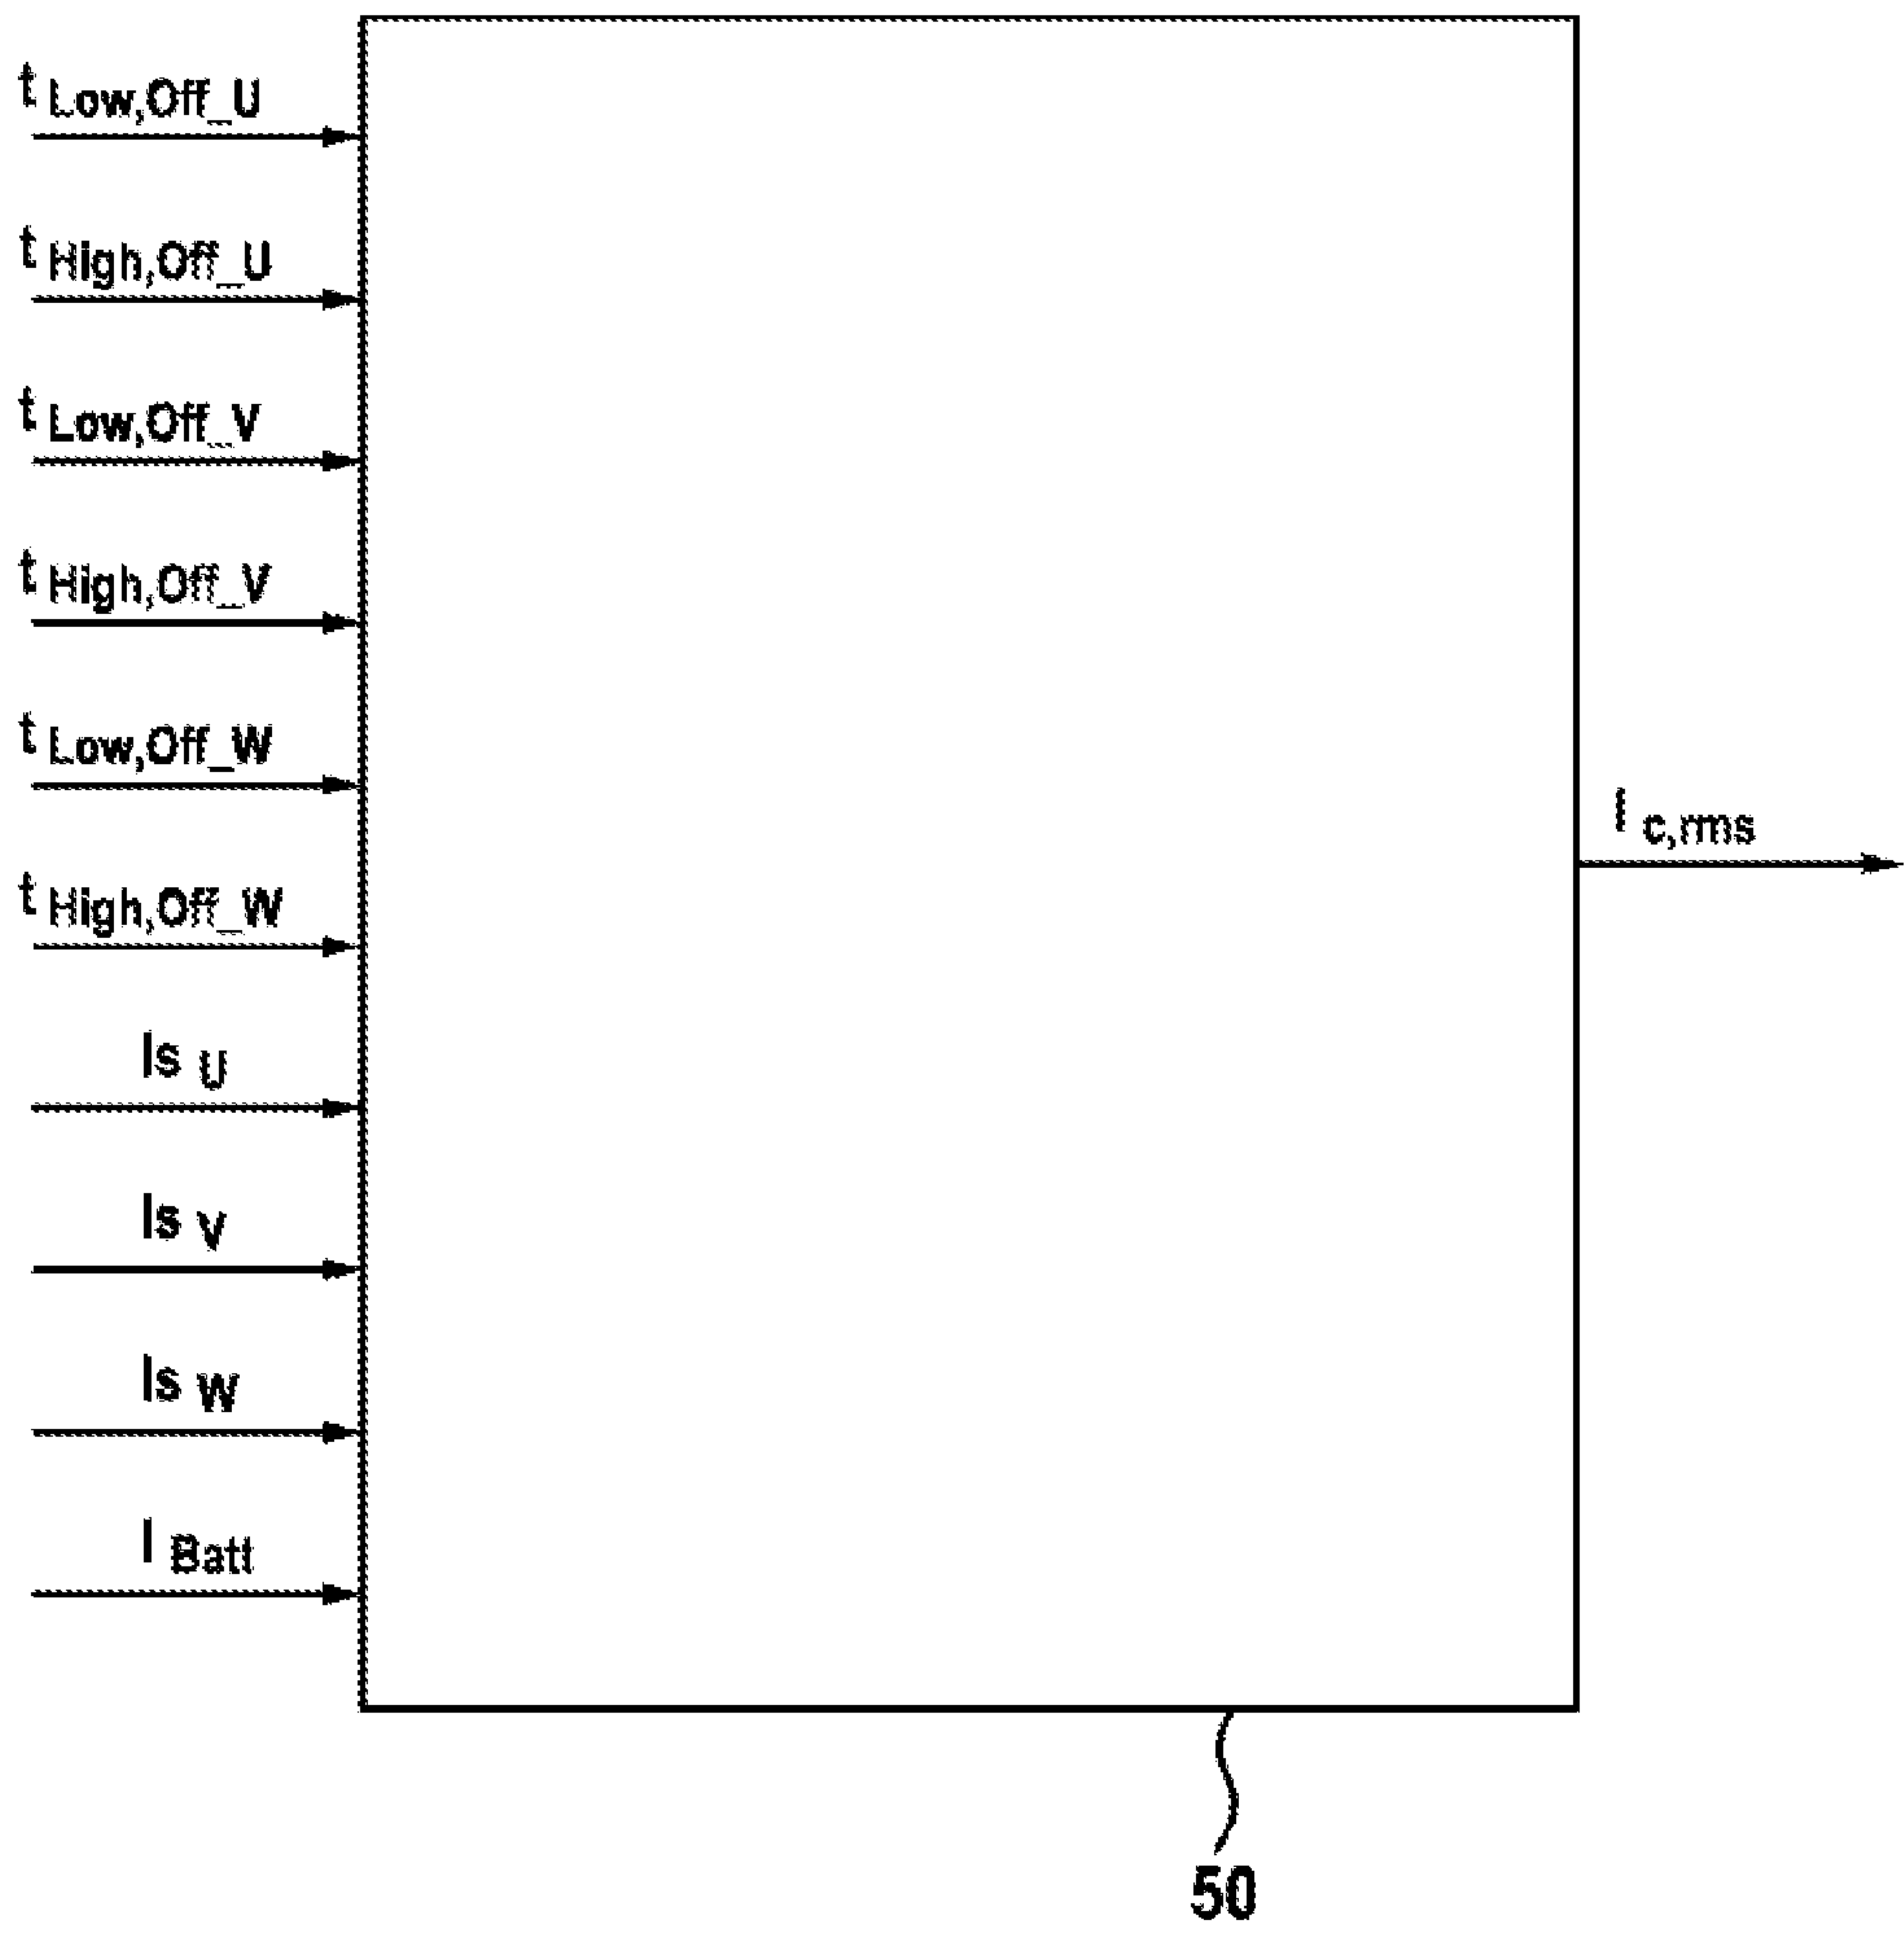 t Low,Off_U
t High,Off_U
t Low,Off_V
t High,Off_V
t Low,Off_W
t High,Off_W
I c,rms
Is U
Is V
Is W
I Batt
50